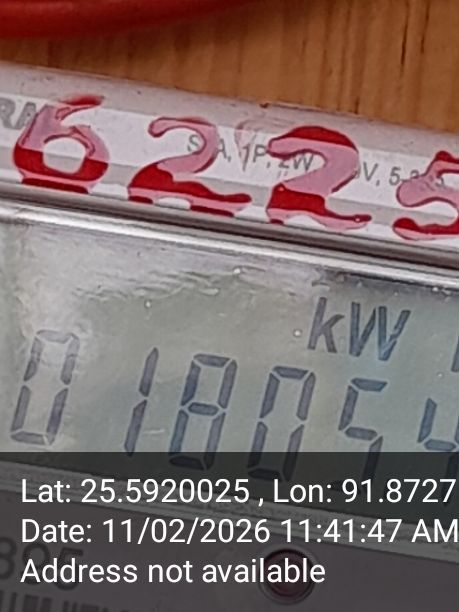 6225
kW
018054
Lat: 25.5920025 , Lon: 91.8727
Date: 11/02/2026 11:41:47 AM
Address not available